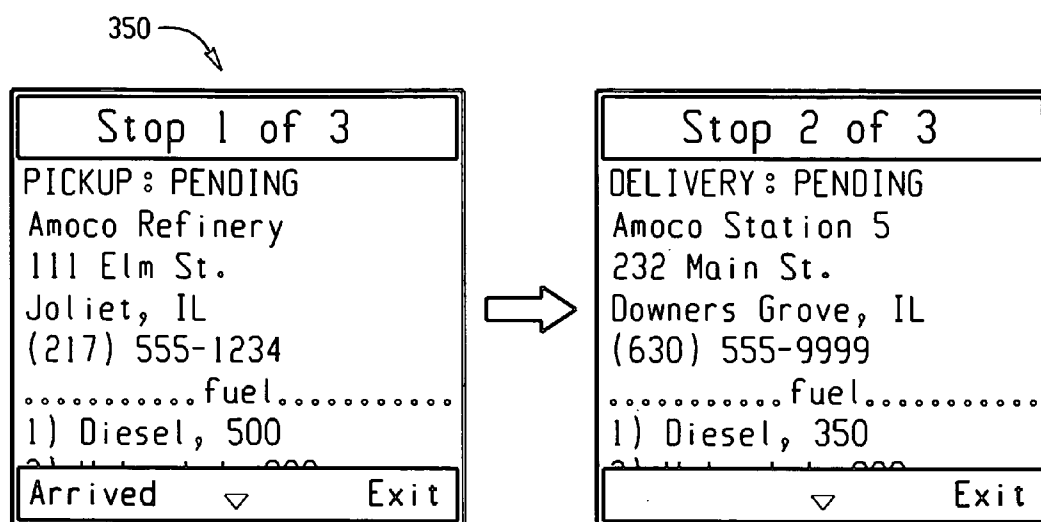 350
Stop 1 of 3
PICKUP: PENDING
Amoco Refinery
111 Elm St.
Joliet, IL
(217) 555-1234
...........fuel...........
1) Diesel, 500
Arrived Exit
Stop 2 of 3
DELIVERY: PENDING
Amoco Station 5
232 Main St.
Downers Grove, IL
(630) 555-9999
...........fuel...........
1) Diesel, 350
Exit